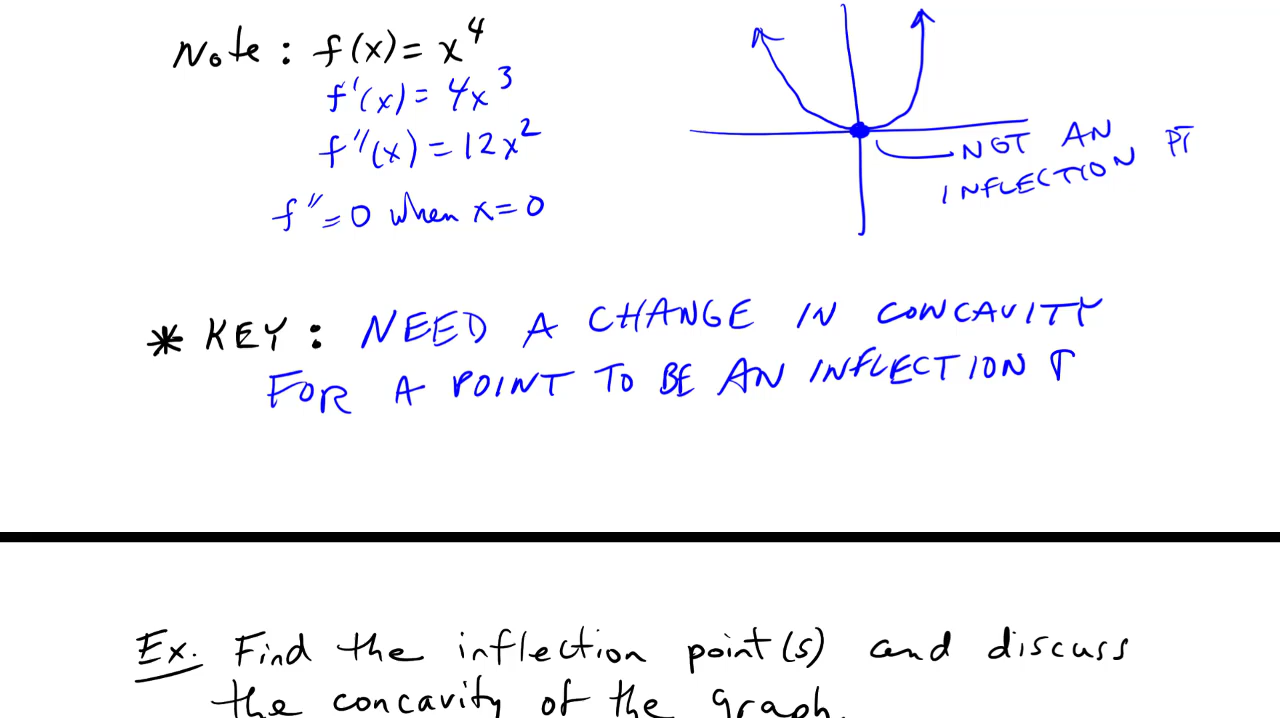 Note: f(x) = x⁴
f'(x) = 4x³
f''(x) = 12x²
f'' = 0 when x = 0
NOT AN
INFLECTION PT
* KEY: NEED A CHANGE IN CONCAVITY
FOR A POINT TO BE AN INFLECTION
Ex. Find the inflection point(s) and discuss
the concavity of the graph.